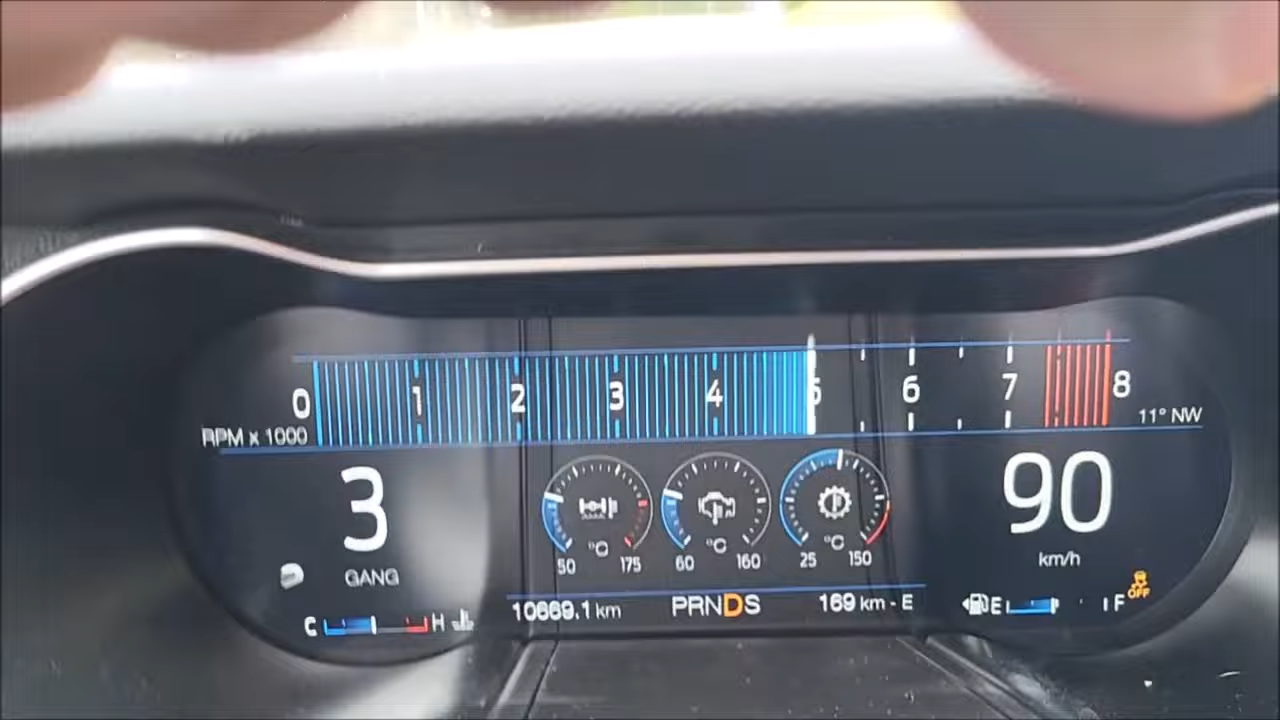 0 1 2 3 4 5 6 7 8
RPM x 1000
11° NW
3
GANG
90
km/h
°C °C °C
50 175 60 160 25 150
C H
10669.1 km
PRNDS
169 km - E
E F
OFF